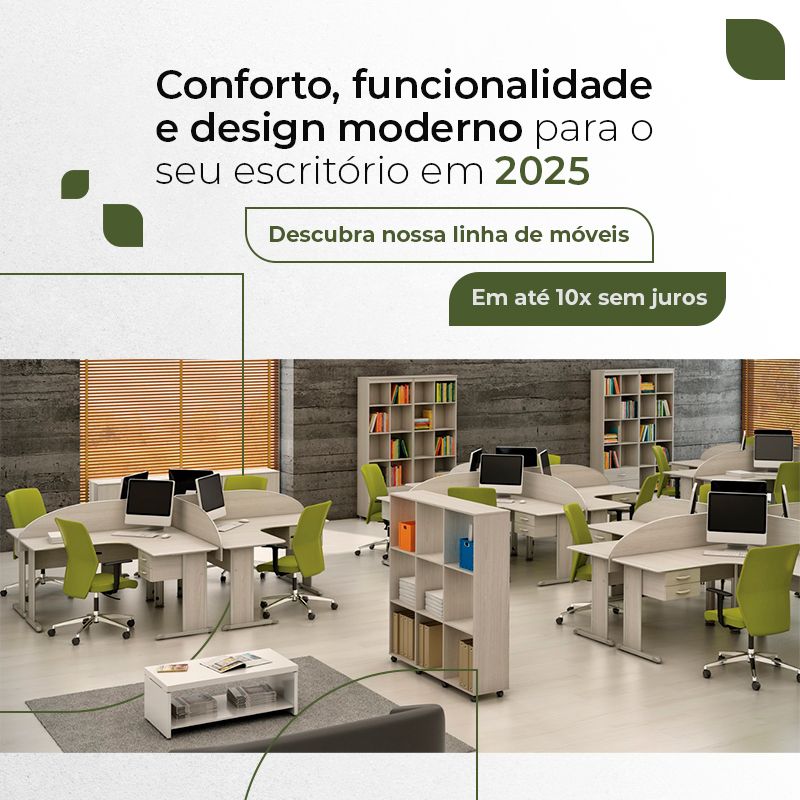 Conforto, funcionalidade
e design moderno para o
seu escritório em 2025
Descubra nossa linha de móveis
Em até 10x sem juros